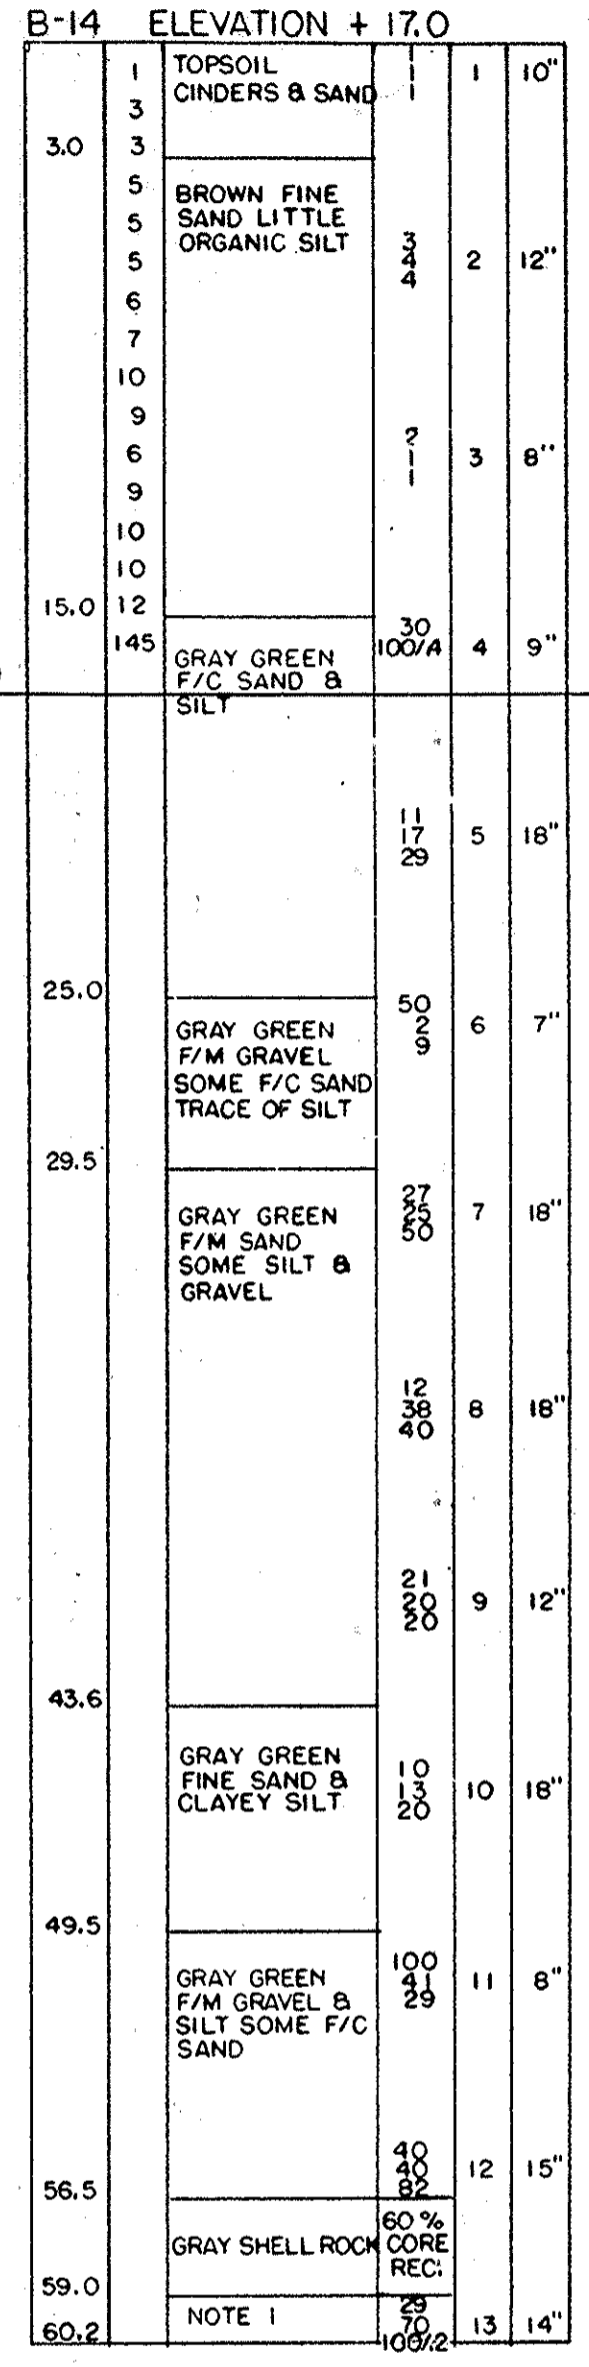 B-14 ELEVATION + 17.0
1 TOPSOIL 1 1 10"
CINDERS & SAND 1
1
3
3.0 3
5 BROWN FINE
5 SAND LITTLE
ORGANIC SILT 3
5 4 2 12"
4
6
7
10
9
2
6 1 3 8"
1
9
10
10
15.0 12
30
145 GRAY GREEN 100/.4 4 9"
F/C SAND &
SILT
11
17 5 18"
29
25.0
50
GRAY GREEN 2 6 7"
F/M GRAVEL 9
SOME F/C SAND
TRACE OF SILT
29.5
27
GRAY GREEN 25 7 18"
F/M SAND 50
SOME SILT &
GRAVEL
12
38 8 18"
40
21
20 9 12"
20
43.6
GRAY GREEN 10
FINE SAND & 13 10 18"
CLAYEY SILT 20
49.5
100
GRAY GREEN 41 11 8"
F/M GRAVEL & 29
SILT SOME F/C
SAND
40
40 12 15"
56.5 82
60 %
GRAY SHELL ROCK CORE
REC.
59.0
29
NOTE 1 70 13 14"
60.2 100/.2